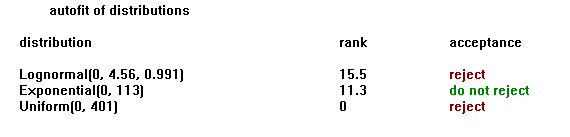 autofit of distributions
distribution rank acceptance
Lognormal(0, 4.56, 0.991) 15.5 reject
Exponential(0, 113) 11.3 do not reject
Uniform(0, 401) 0 reject